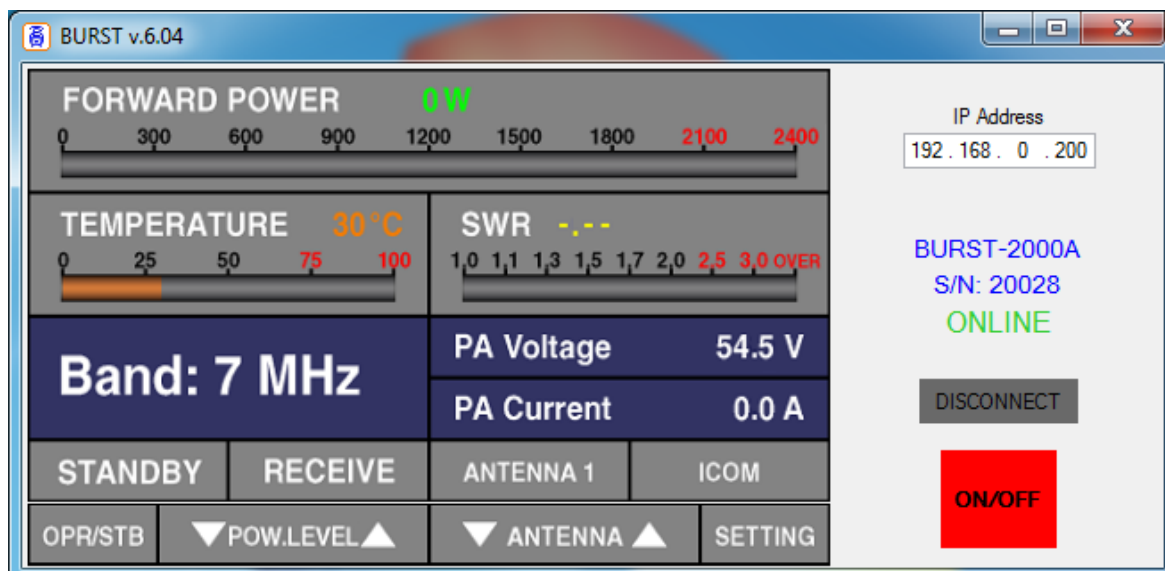 BURST v.6.04
FORWARD POWER 0 W
0 300 600 900 1200 1500 1800 2100 2400
TEMPERATURE 30°C
0 25 50 75 100
SWR -.--
1,0 1,1 1,3 1,5 1,7 2,0 2,5 3,0 OVER
Band: 7 MHz
PA Voltage 54.5 V
PA Current 0.0 A
STANDBY RECEIVE ANTENNA 1 ICOM
OPR/STB ▼POW.LEVEL▲ ▼ ANTENNA ▲ SETTING
IP Address
192 . 168 . 0 . 200
BURST-2000A
S/N: 20028
ONLINE
DISCONNECT
ON/OFF